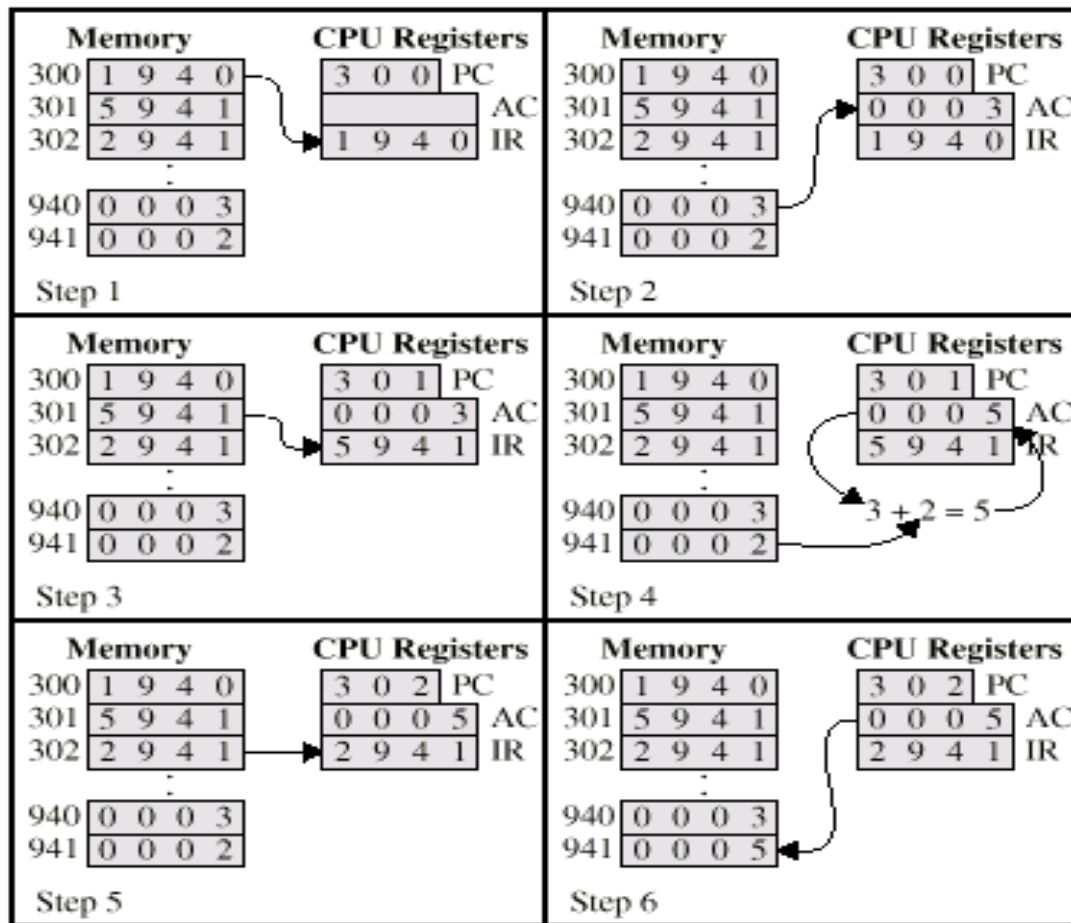 Memory CPU Registers
300 1 9 4 0 3 0 0 PC
301 5 9 4 1 AC
302 2 9 4 1 1 9 4 0 IR
940 0 0 0 3
941 0 0 0 2
Step 1
Memory CPU Registers
300 1 9 4 0 3 0 0 PC
301 5 9 4 1 0 0 0 3 AC
302 2 9 4 1 1 9 4 0 IR
940 0 0 0 3
941 0 0 0 2
Step 2
Memory CPU Registers
300 1 9 4 0 3 0 1 PC
301 5 9 4 1 0 0 0 3 AC
302 2 9 4 1 5 9 4 1 IR
940 0 0 0 3
941 0 0 0 2
Step 3
Memory CPU Registers
300 1 9 4 0 3 0 1 PC
301 5 9 4 1 0 0 0 5 AC
302 2 9 4 1 5 9 4 1 IR
940 0 0 0 3 3 + 2 = 5
941 0 0 0 2
Step 4
Memory CPU Registers
300 1 9 4 0 3 0 2 PC
301 5 9 4 1 0 0 0 5 AC
302 2 9 4 1 2 9 4 1 IR
940 0 0 0 3
941 0 0 0 2
Step 5
Memory CPU Registers
300 1 9 4 0 3 0 2 PC
301 5 9 4 1 0 0 0 5 AC
302 2 9 4 1 2 9 4 1 IR
940 0 0 0 3
941 0 0 0 5
Step 6